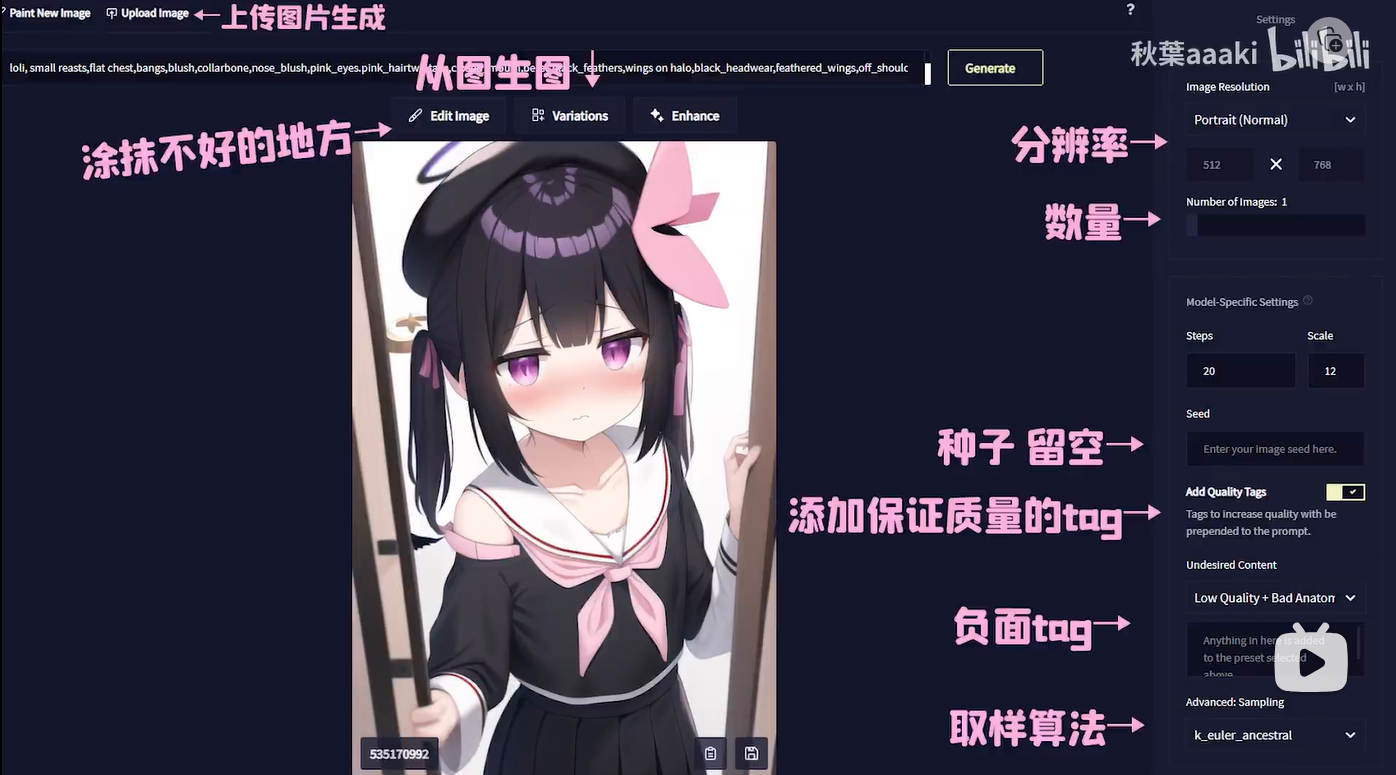 Paint New Image
Upload Image
上传图片生成
?
Settings
秋葉aaaki bilibili
loli, small reasts,flat chest,bangs,blush,collarbone,nose_blush,pink_eyes.pink_hairtw
feathers,wings on halo,black_headwear,feathered_wings,off_should
从图生图
Generate
Image Resolution
[w x h]
Edit Image
Variations
Enhance
Portrait (Normal)
涂抹不好的地方
分辨率
512
768
数量
Number of Images: 1
Model-Specific Settings
Steps
Scale
20
12
Seed
种子 留空
Enter your image seed here.
Add Quality Tags
添加保证质量的tag
Tags to increase quality with be
prepended to the prompt.
Undesired Content
Low Quality + Bad Anatom
负面tag
Anything in here is added
to the preset selected
above.
Advanced: Sampling
取样算法
k_euler_ancestral
535170992